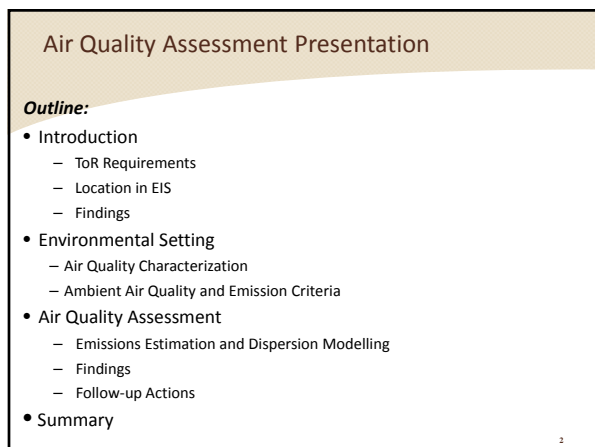 Air Quality Assessment Presentation
Outline:
• Introduction
– ToR Requirements
– Location in EIS
– Findings
• Environmental Setting
– Air Quality Characterization
– Ambient Air Quality and Emission Criteria
• Air Quality Assessment
– Emissions Estimation and Dispersion Modelling
– Findings
– Follow-up Actions
• Summary
2